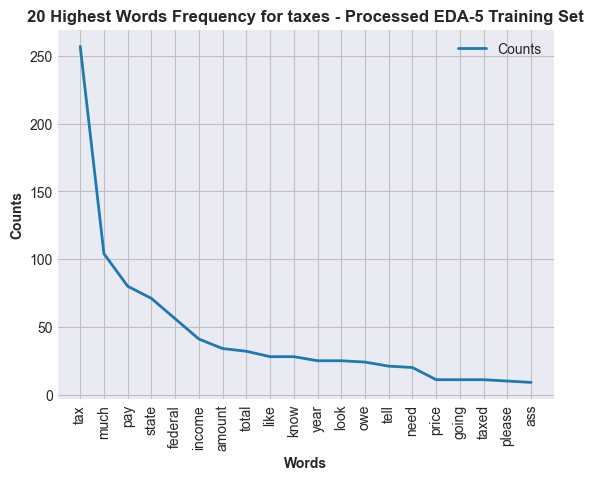 20 Highest Words Frequency for taxes - Processed EDA-5 Training Set
Counts
250
200
150
100
50
0
Counts
tax
much
pay
state
federal
income
amount
total
like
know
year
look
owe
tell
need
price
going
taxed
please
ass
Words